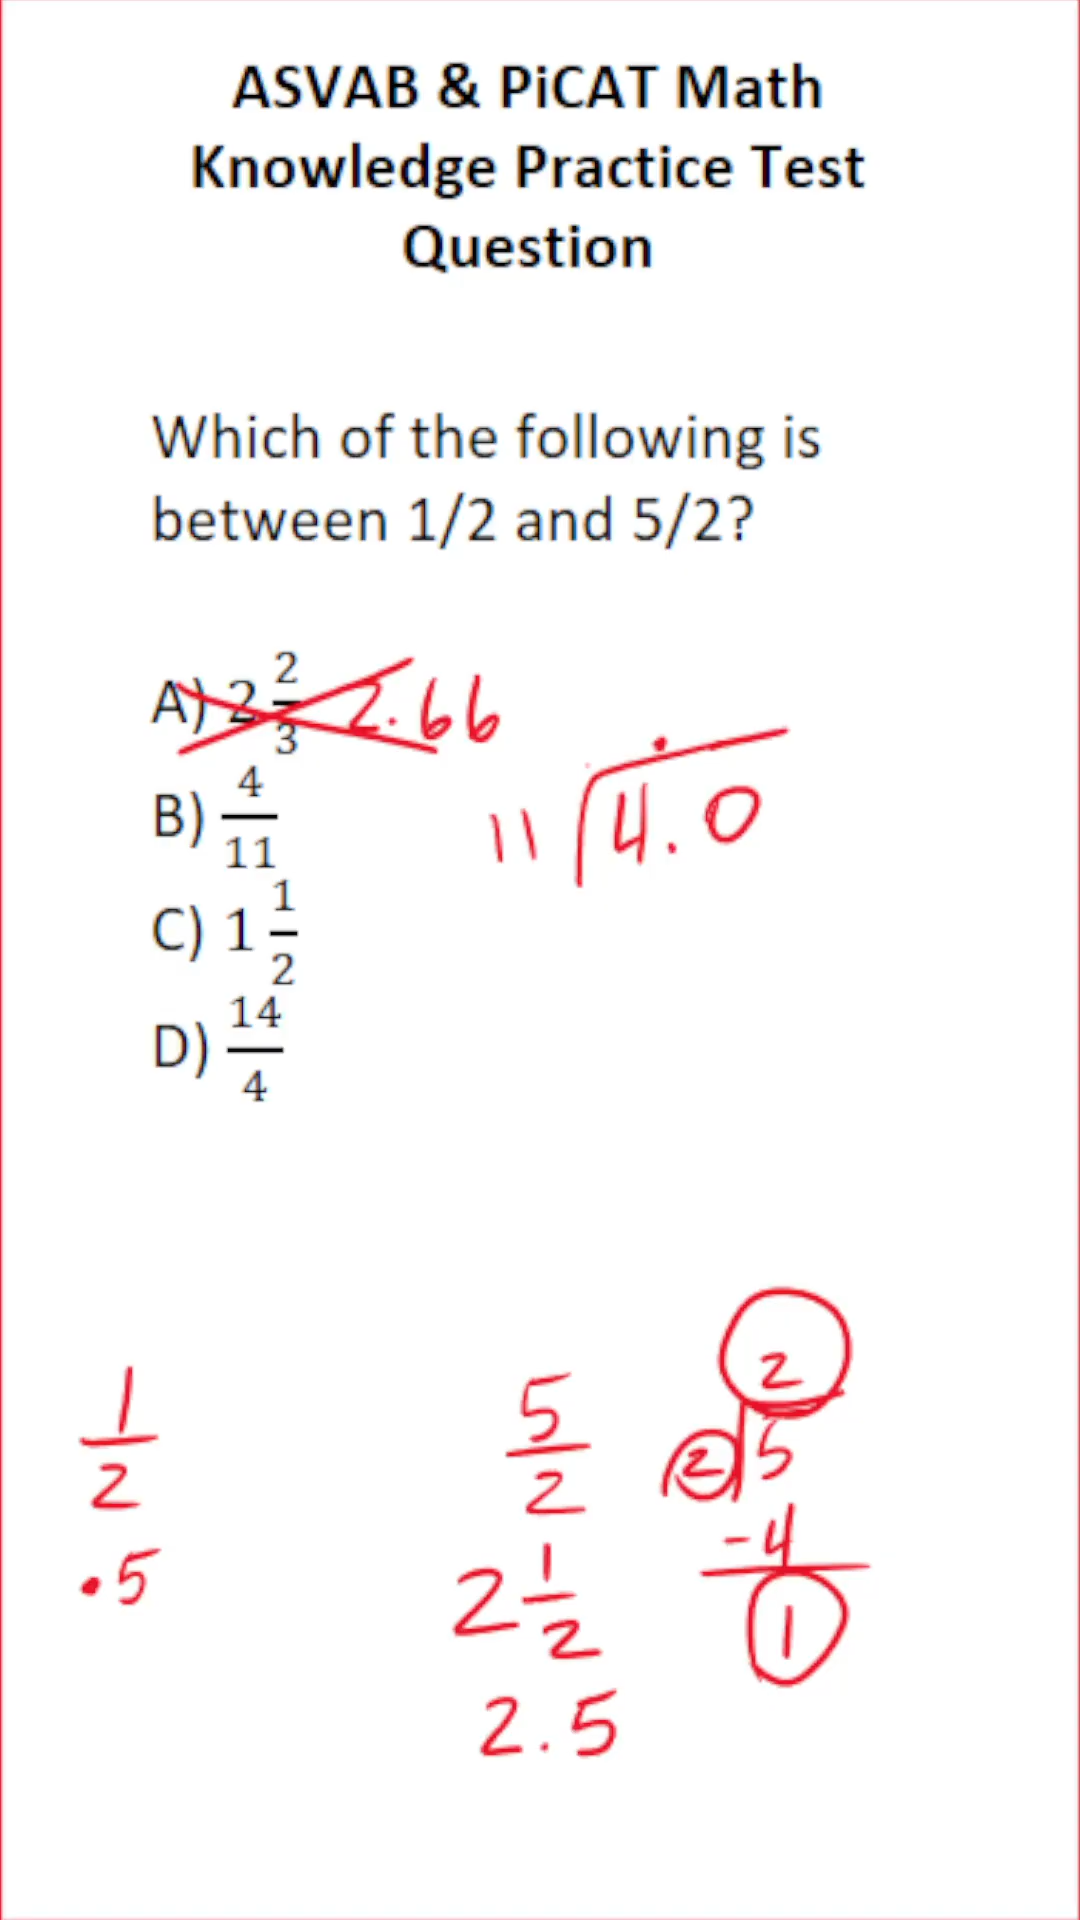 ASVAB & PiCAT Math
Knowledge Practice Test
Question
Which of the following is
between 1/2 and 5/2?
A) 2 2/3 2.66
B) 4/11
11 4.0
C) 1 1/2
D) 14/4
1/2
.5
5/2
2 1/2
2.5
2
2 5
-4
1